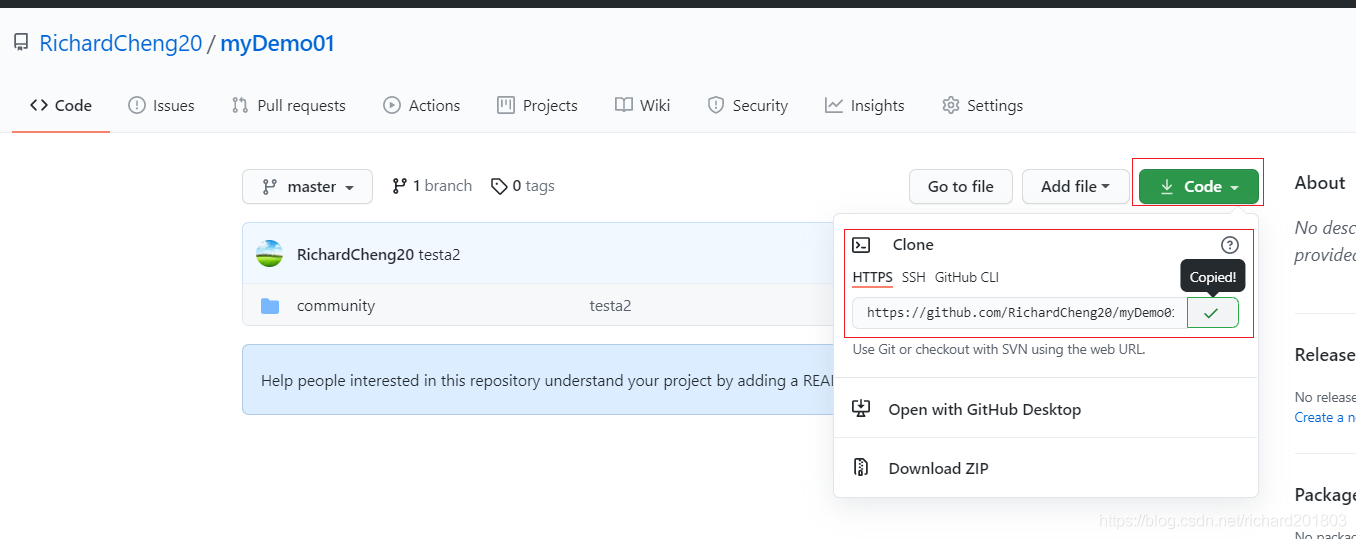 RichardCheng20 / myDemo01
Code Issues Pull requests Actions Projects Wiki Security Insights Settings
master 1 branch 0 tags Go to file Add file Code
About
No desc
provided
RichardCheng20 testa2
community testa2
Help people interested in this repository understand your project by adding a REA
Clone
HTTPS SSH GitHub CLI
Copied!
https://github.com/RichardCheng20/myDemo01
Use Git or checkout with SVN using the web URL.
Open with GitHub Desktop
Download ZIP
Release
No release
Create a n
Package
No packag
https://blog.csdn.net/richard201803